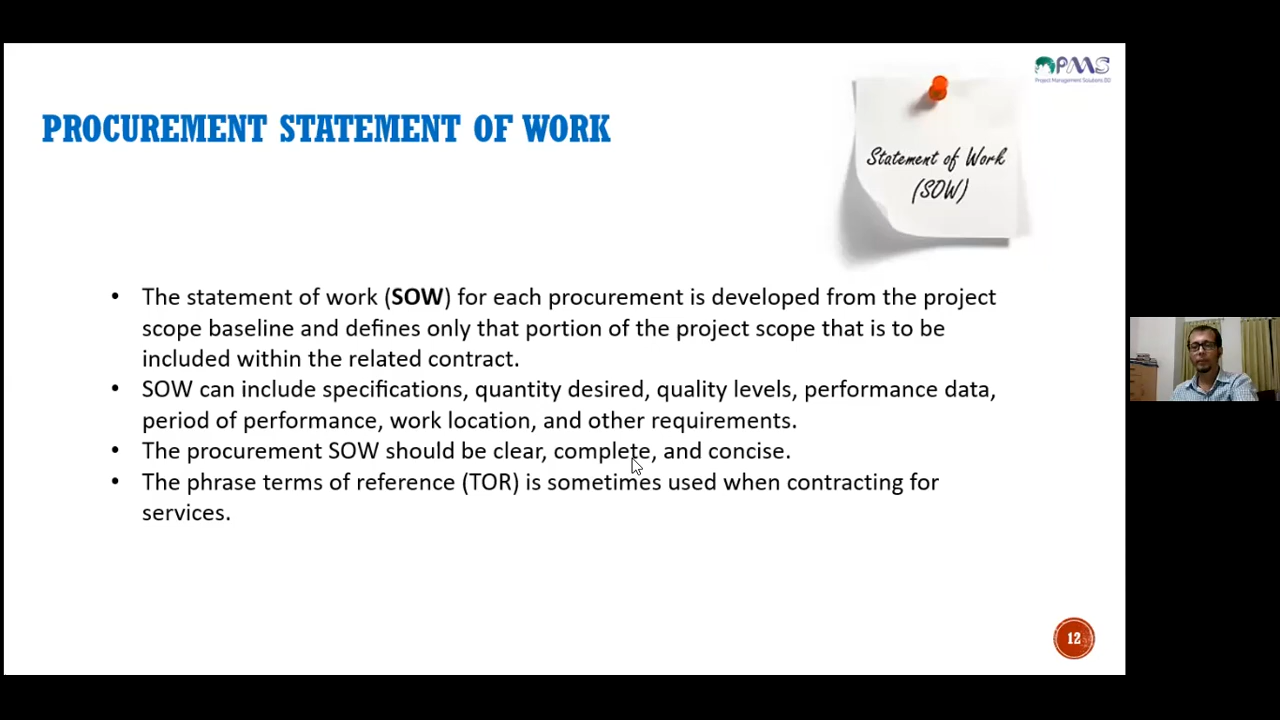 PMS
Project Management Solutions BD
PROCUREMENT STATEMENT OF WORK
Statement of Work
(SOW)
• The statement of work (SOW) for each procurement is developed from the project
scope baseline and defines only that portion of the project scope that is to be
included within the related contract.
• SOW can include specifications, quantity desired, quality levels, performance data,
period of performance, work location, and other requirements.
• The procurement SOW should be clear, complete, and concise.
• The phrase terms of reference (TOR) is sometimes used when contracting for
services.
12